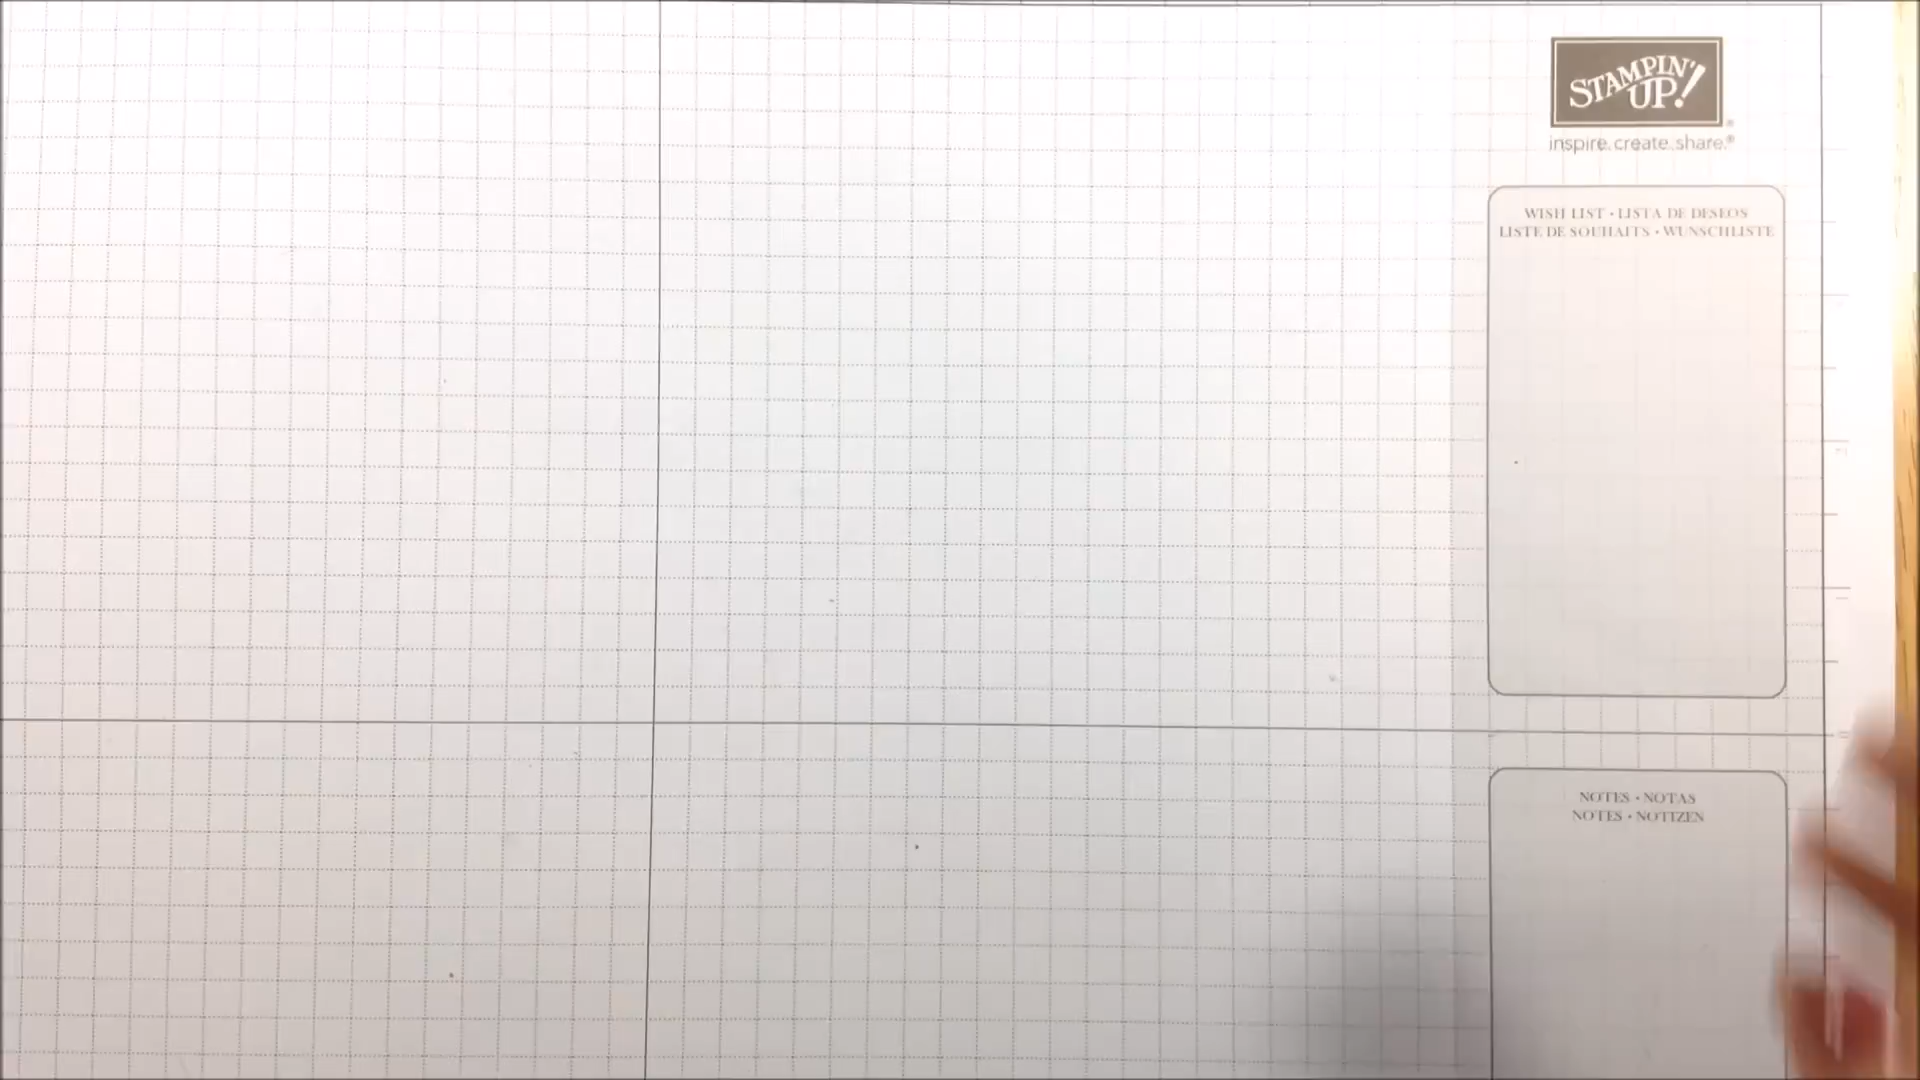 STAMPIN' UP!®
inspire.create.share.®
WISH LIST • LISTA DE DESEOS
LISTE DE SOUHAITS • WUNSCHLISTE
NOTES • NOTAS
NOTES • NOTIZEN